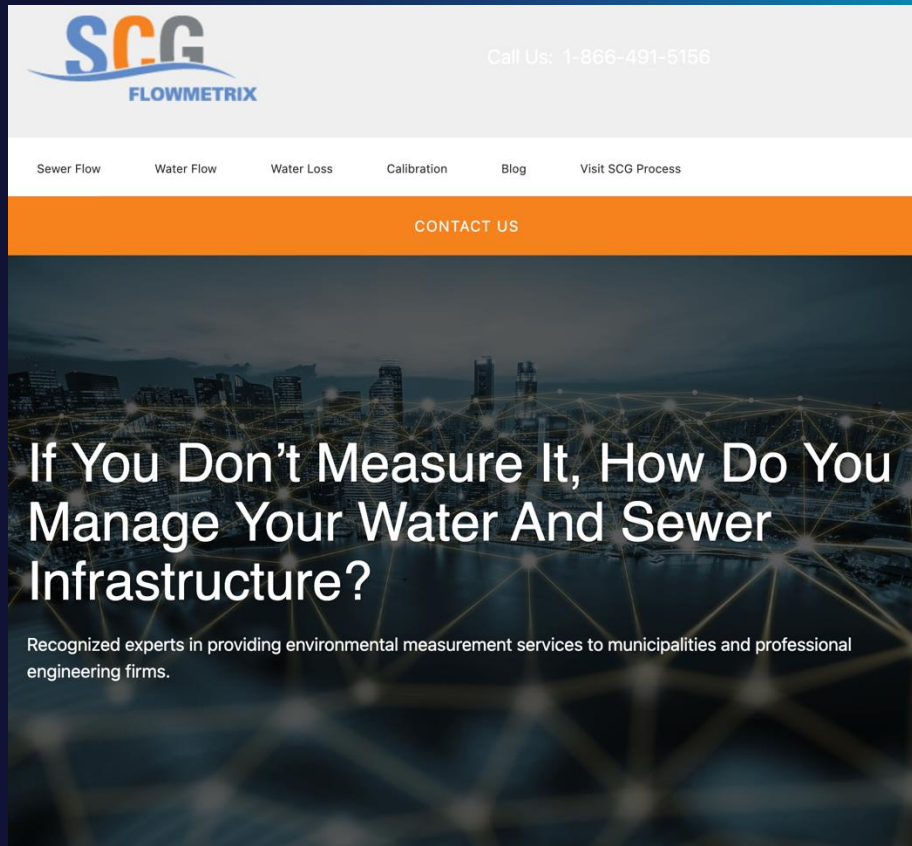 SCG
FLOWMETRIX
Call Us: 1-866-491-5156
Sewer Flow Water Flow Water Loss Calibration Blog Visit SCG Process
CONTACT US
If You Don’t Measure It, How Do You
Manage Your Water And Sewer
Infrastructure?
Recognized experts in providing environmental measurement services to municipalities and professional
engineering firms.